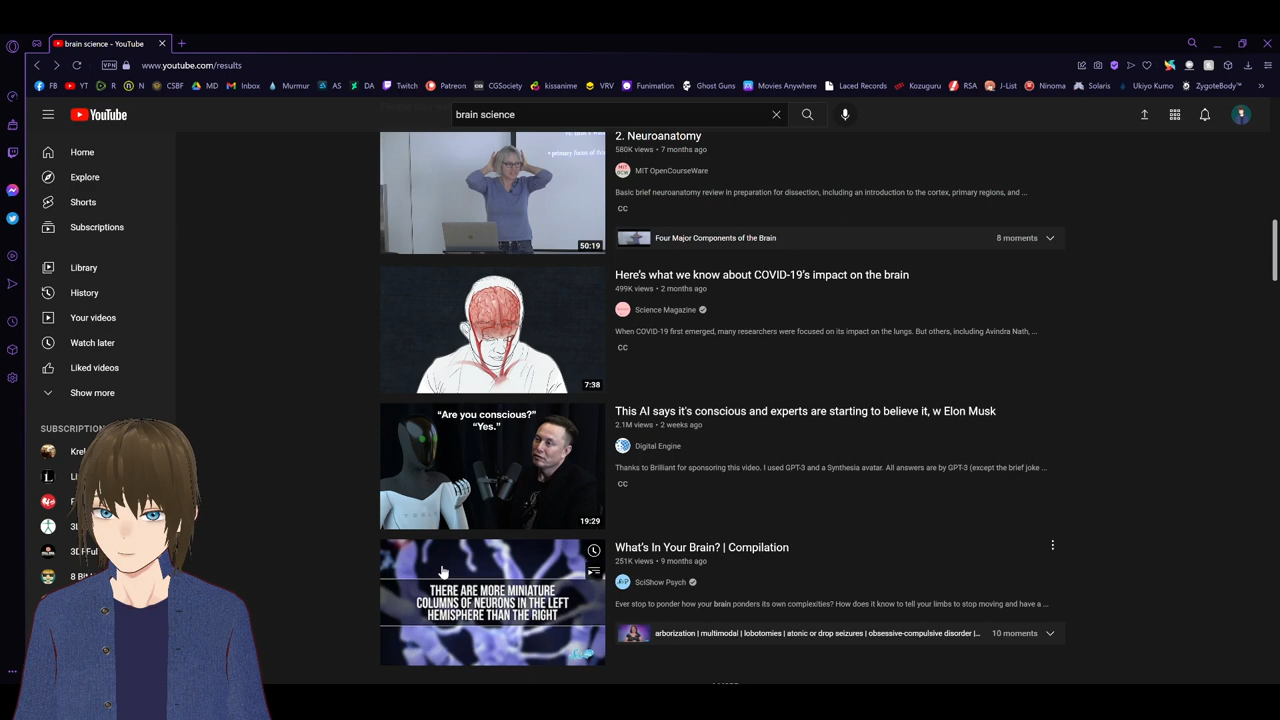 brain science - YouTube
VPN
www.youtube.com/results
FB
YT
R
N
CSBF
MD
Inbox
Murmur
AS
DA
Twitch
Patreon
CGSociety
kissanime
VRV
Funimation
Ghost Guns
Movies Anywhere
Laced Records
Kozuguru
RSA
J-List
Ninoma
Solaris
Ukiyo Kumo
ZygoteBody™
YouTube
brain science
Home
Explore
Shorts
Subscriptions
Library
History
Your videos
Watch later
Liked videos
Show more
SUBSCRIPTIO
Kre
3D
3D Ful
8 Bit
• primary focus of
50:19
2. Neuroanatomy
580K views • 7 months ago
MIT OpenCourseWare
Basic brief neuroanatomy review in preparation for dissection, including an introduction to the cortex, primary regions, and ...
CC
Four Major Components of the Brain
8 moments
7:38
Here's what we know about COVID-19's impact on the brain
499K views • 2 months ago
Science Magazine
When COVID-19 first emerged, many researchers were focused on its impact on the lungs. But others, including Avindra Nath, ...
CC
"Are you conscious?"
"Yes."
19:29
This AI says it's conscious and experts are starting to believe it, w Elon Musk
2.1M views • 2 weeks ago
Digital Engine
Thanks to Brilliant for sponsoring this video. I used GPT-3 and a Synthesia avatar. All answers are by GPT-3 (except the brief joke ...
CC
THERE ARE MORE MINIATURE
COLUMNS OF NEURONS IN THE LEFT
HEMISPHERE THAN THE RIGHT
What's In Your Brain? | Compilation
251K views • 9 months ago
SciShow Psych
Ever stop to ponder how your brain ponders its own complexities? How does it know to tell your limbs to stop moving and have a ...
arborization | multimodal | lobotomies | atonic or drop seizures | obsessive-compulsive disorder |...
10 moments